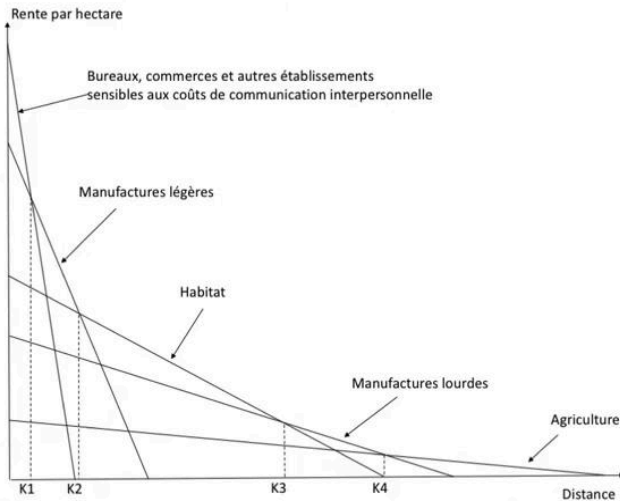 Rente par hectare
Bureaux, commerces et autres établissements
sensibles aux coûts de communication interpersonnelle
Manufactures légères
Habitat
Manufactures lourdes
Agriculture
K1
K2
K3
K4
Distance